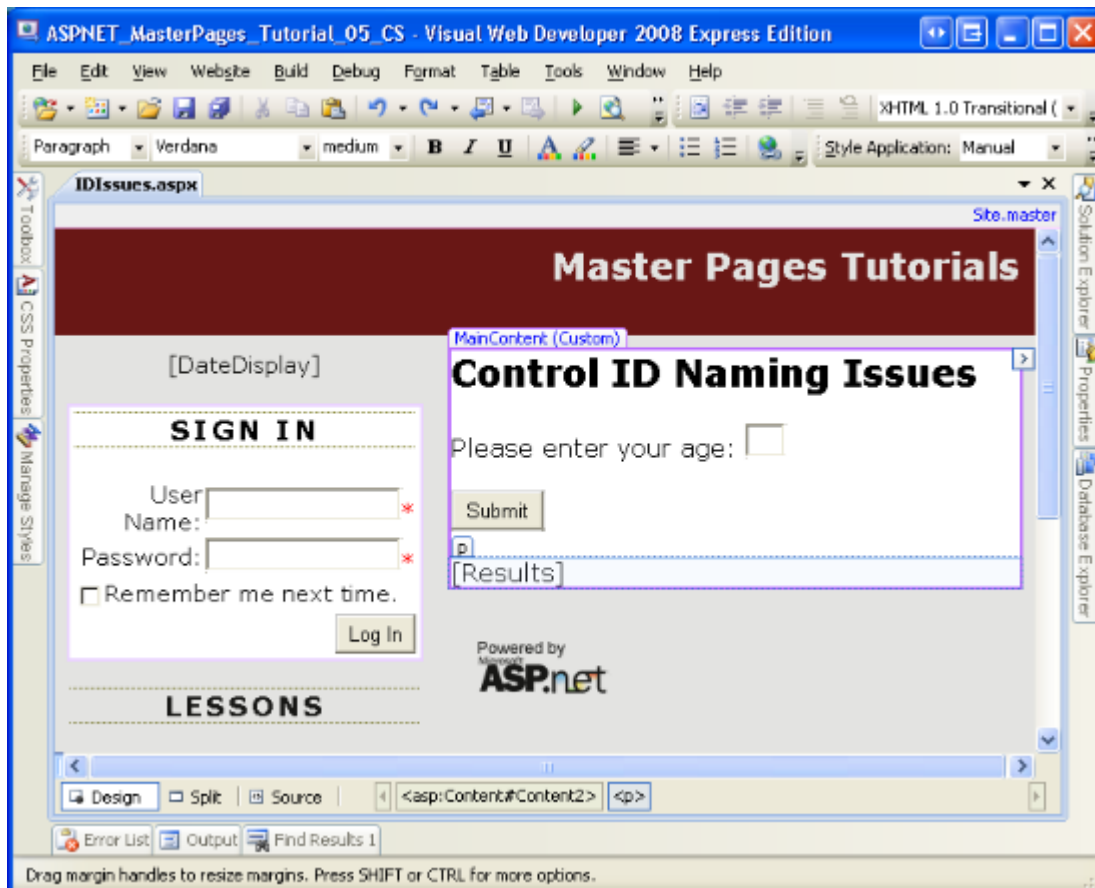 ASPNET_MasterPages_Tutorial_05_CS - Visual Web Developer 2008 Express Edition
File Edit View Website Build Debug Format Table Tools Window Help
XHTML 1.0 Transitional (
Paragraph Verdana medium B I U A Style Application: Manual
IDIssues.aspx
Site.master
Toolbox
CSS Properties
Manage Styles
Master Pages Tutorials
[DateDisplay]
SIGN IN
User
Name:
*
Password:
*
Remember me next time.
Log In
LESSONS
MainContent (Custom)
Control ID Naming Issues
Please enter your age:
Submit
p
[Results]
Powered by
Microsoft
ASP.net
Solution Explorer
Properties
Database Explorer
Design Split Source <asp:Content#Content2> <p>
Error List Output Find Results 1
Drag margin handles to resize margins. Press SHIFT or CTRL for more options.